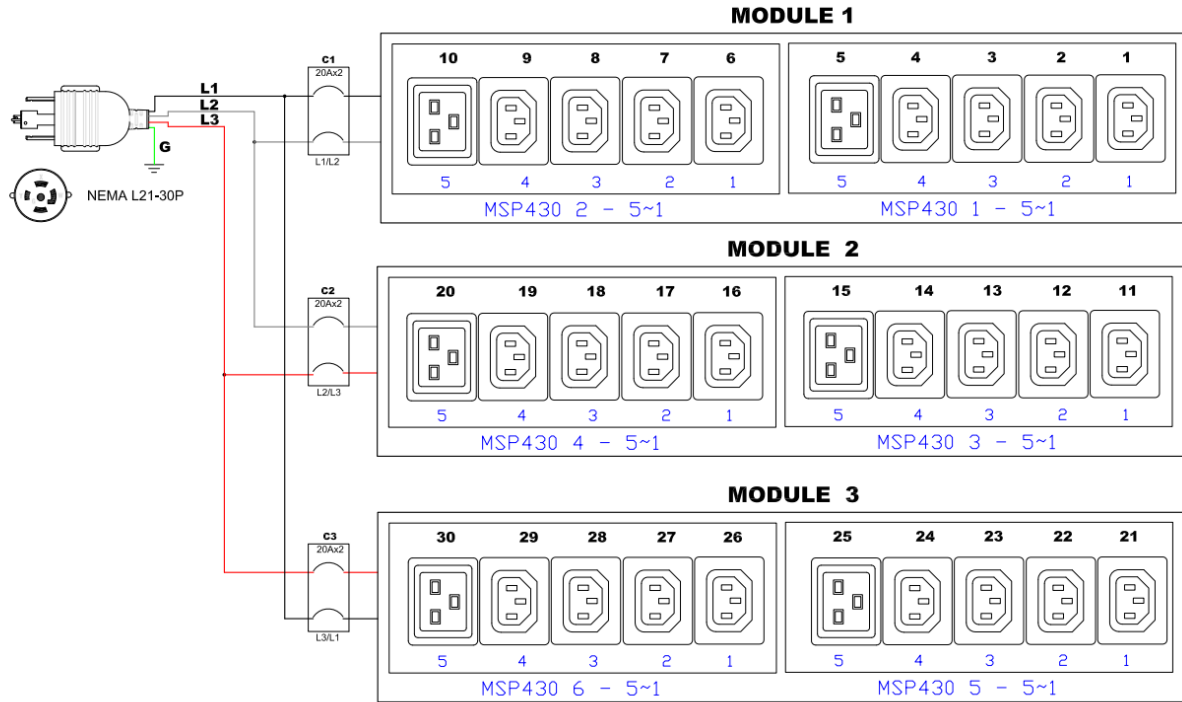 MODULE 1
C1
20Ax2
L1/L2
10 9 8 7 6
5 4 3 2 1
5 4 3 2 1
5 4 3 2 1
MSP430 2 - 5~1
MSP430 1 - 5~1
L1
L2
L3
G
NEMA L21-30P
MODULE 2
C2
20Ax2
L2/L3
20 19 18 17 16
15 14 13 12 11
5 4 3 2 1
5 4 3 2 1
MSP430 4 - 5~1
MSP430 3 - 5~1
MODULE 3
C3
20Ax2
L3/L1
30 29 28 27 26
25 24 23 22 21
5 4 3 2 1
5 4 3 2 1
MSP430 6 - 5~1
MSP430 5 - 5~1